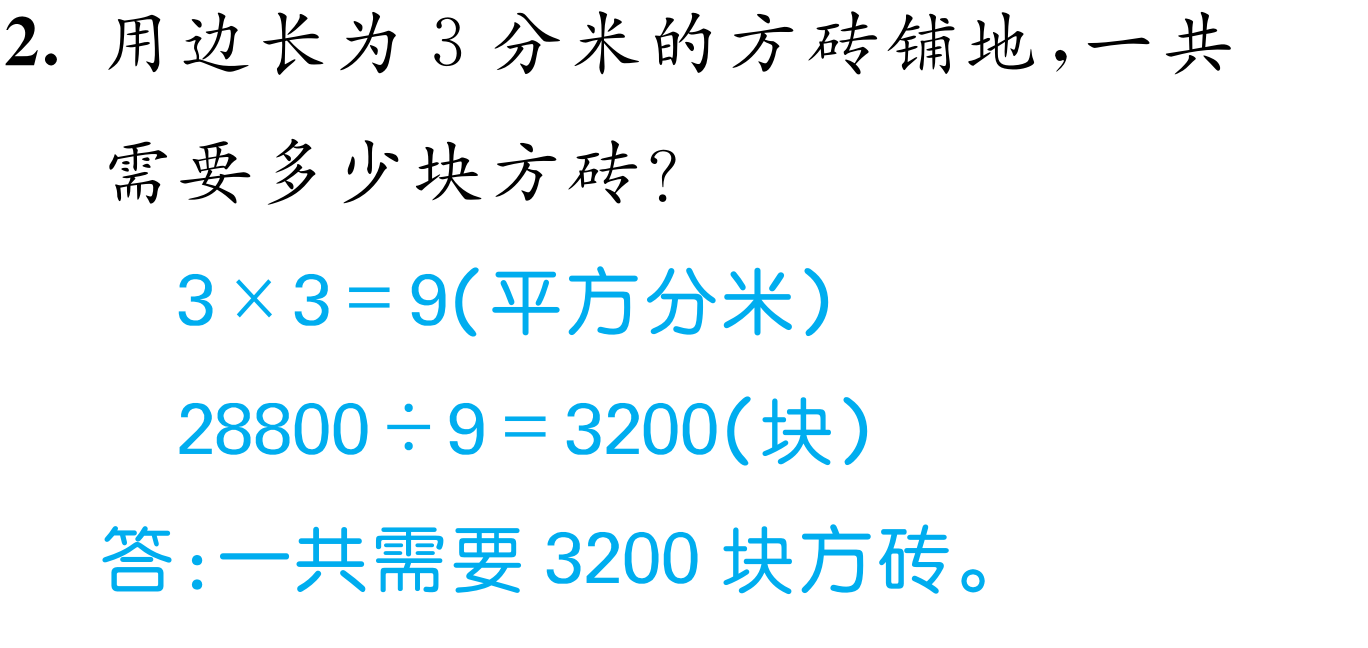 2. 用边长为 3 分米的方砖铺地,一共
需要多少块方砖?
3×3=9(平方分米)
28800÷9=3200(块)
答:一共需要 3200 块方砖。